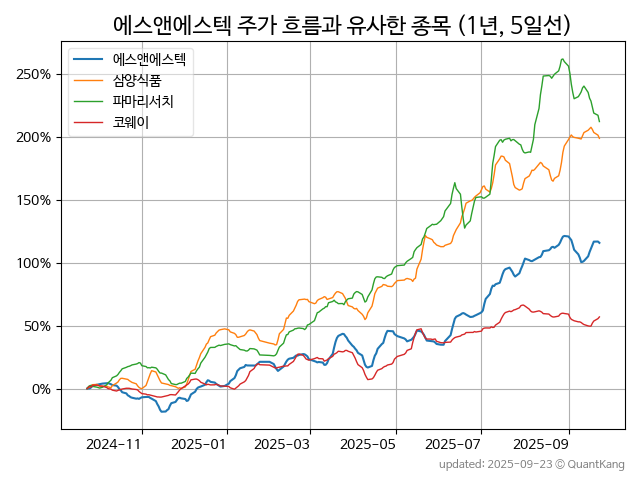 에스앤에스텍 주가 흐름과 유사한 종목 (1년, 5일선)
에스앤에스텍
삼양식품
파마리서치
코웨이
250%
200%
150%
100%
50%
0%
2024-11 2025-01 2025-03 2025-05 2025-07 2025-09
updated: 2025-09-23 © QuantKang